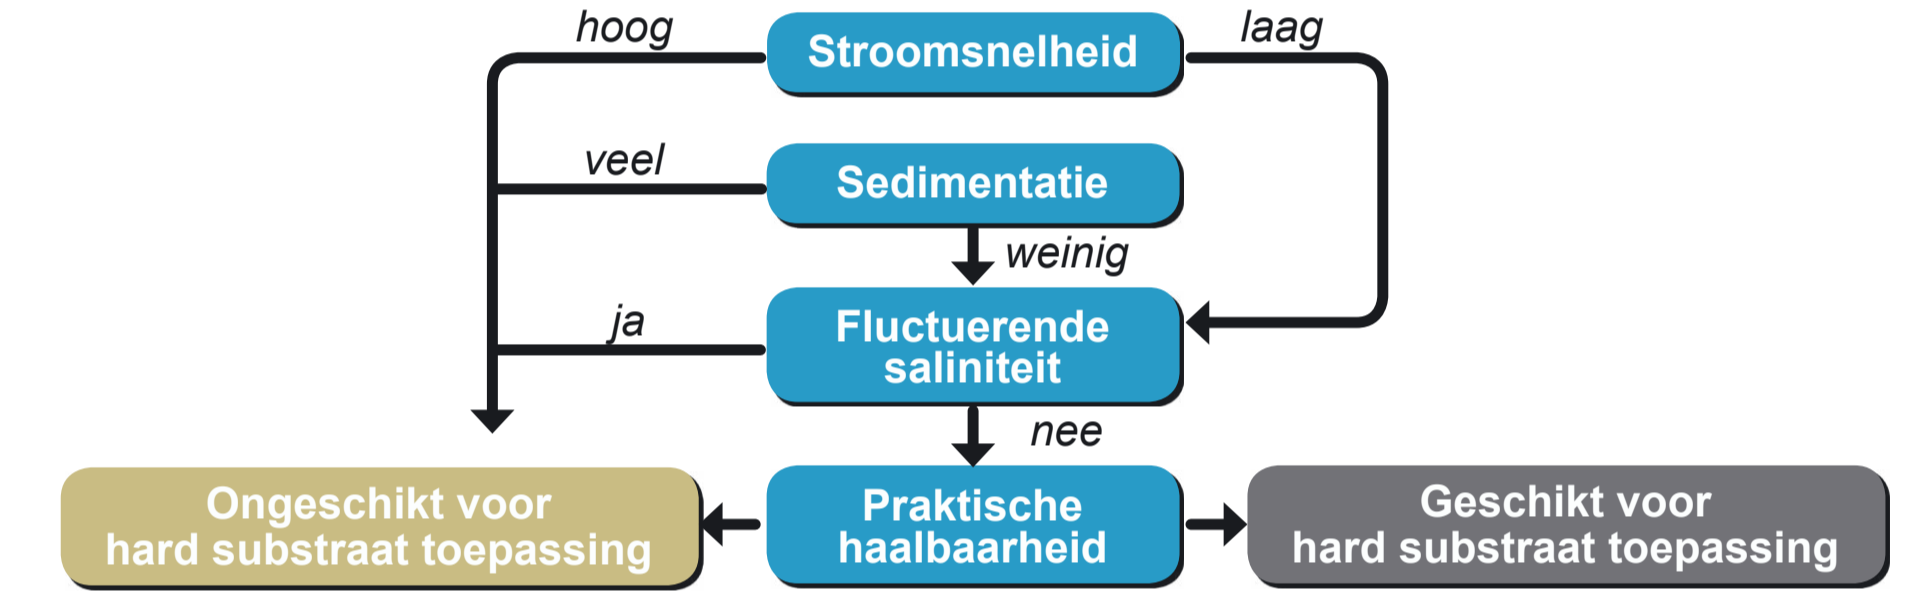 hoog
Stroomsnelheid
laag
veel
Sedimentatie
weinig
ja
Fluctuerende
saliniteit
nee
Ongeschikt voor
hard substraat toepassing
Praktische
haalbaarheid
Geschikt voor
hard substraat toepassing